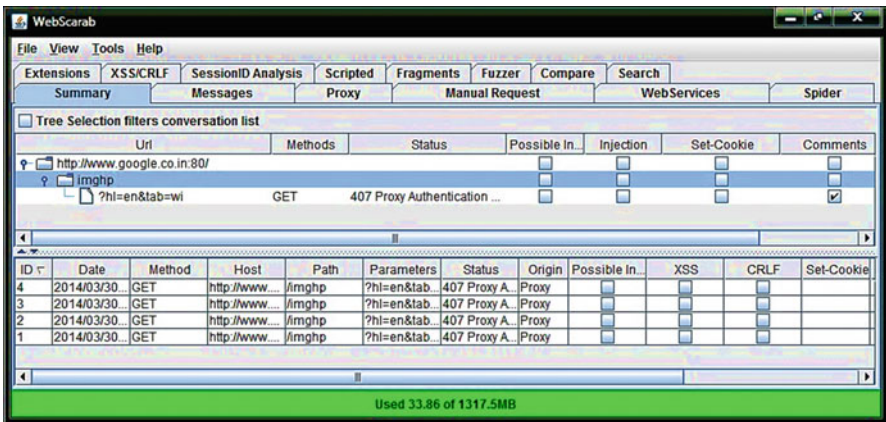 WebScarab
File View Tools Help
Extensions XSS/CRLF SessionID Analysis Scripted Fragments Fuzzer Compare Search
Summary Messages Proxy Manual Request WebServices Spider
Tree Selection filters conversation list
Url Methods Status Possible In... Injection Set-Cookie Comments
http://www.google.co.in:80/
imghp
?hl=en&tab=wi GET 407 Proxy Authentication ...
ID Date Method Host Path Parameters Status Origin Possible In... XSS CRLF Set-Cookie
4 2014/03/30... GET http://www.... /imghp ?hl=en&tab... 407 Proxy A... Proxy
3 2014/03/30... GET http://www.... /imghp ?hl=en&tab... 407 Proxy A... Proxy
2 2014/03/30... GET http://www.... /imghp ?hl=en&tab... 407 Proxy A... Proxy
1 2014/03/30... GET http://www.... /imghp ?hl=en&tab... 407 Proxy A... Proxy
Used 33.86 of 1317.5MB